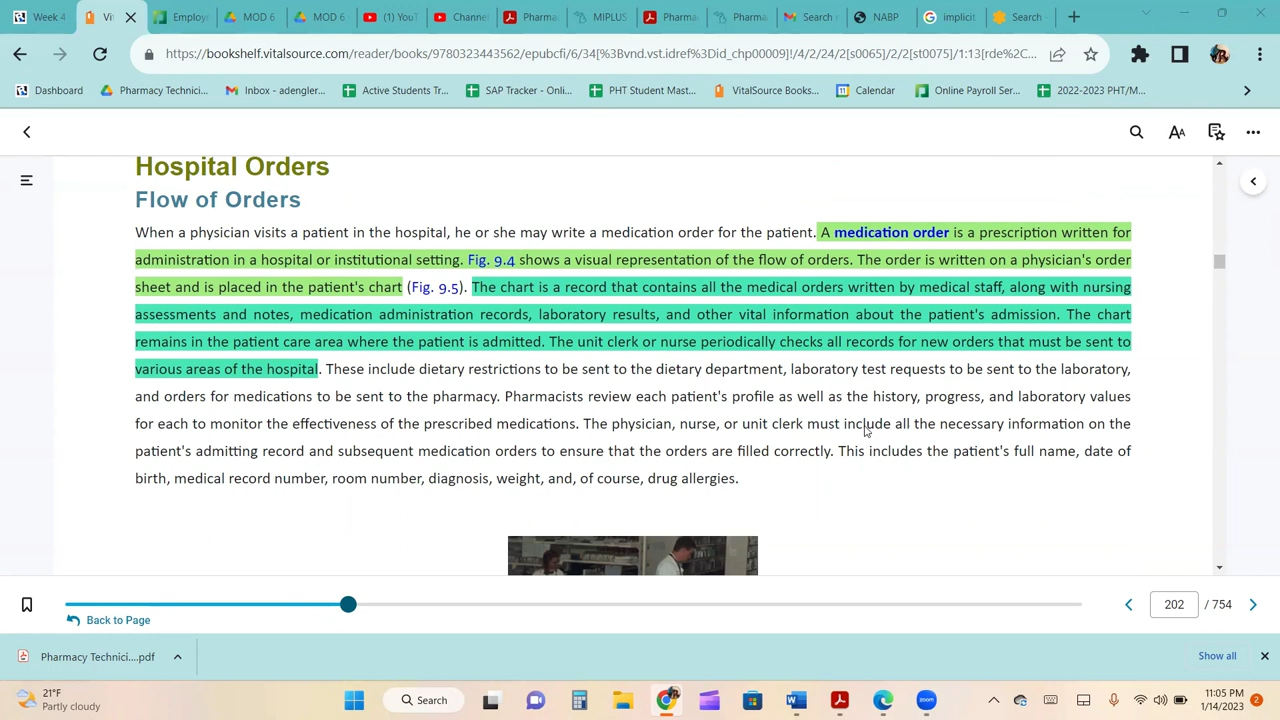 Week 4
Vit
Employe
MOD 6
MOD 6
(1) YouT
Channel
Pharma
MIPLUS
Pharma
Pharma
Search r
NABP
implicit
Search -
https://bookshelf.vitalsource.com/reader/books/9780323443562/epubcfi/6/34[%3Bvnd.vst.idref%3Did_chp00009]!/4/2/24/2[s0065]/2/2[st0075]/1:13[rde%2C...
Dashboard
Pharmacy Technici...
Inbox - adengler...
Active Students Tr...
SAP Tracker - Onli...
PHT Student Mast...
VitalSource Books...
Calendar
Online Payroll Ser...
2022-2023 PHT/M...
Hospital Orders
Flow of Orders
When a physician visits a patient in the hospital, he or she may write a medication order for the patient. A medication order is a prescription written for
administration in a hospital or institutional setting. Fig. 9.4 shows a visual representation of the flow of orders. The order is written on a physician's order
sheet and is placed in the patient's chart (Fig. 9.5). The chart is a record that contains all the medical orders written by medical staff, along with nursing
assessments and notes, medication administration records, laboratory results, and other vital information about the patient's admission. The chart
remains in the patient care area where the patient is admitted. The unit clerk or nurse periodically checks all records for new orders that must be sent to
various areas of the hospital. These include dietary restrictions to be sent to the dietary department, laboratory test requests to be sent to the laboratory,
and orders for medications to be sent to the pharmacy. Pharmacists review each patient's profile as well as the history, progress, and laboratory values
for each to monitor the effectiveness of the prescribed medications. The physician, nurse, or unit clerk must include all the necessary information on the
patient's admitting record and subsequent medication orders to ensure that the orders are filled correctly. This includes the patient's full name, date of
birth, medical record number, room number, diagnosis, weight, and, of course, drug allergies.
202 / 754
Back to Page
Pharmacy Technici....pdf
Show all
21°F
Partly cloudy
Search
11:05 PM
1/14/2023
2